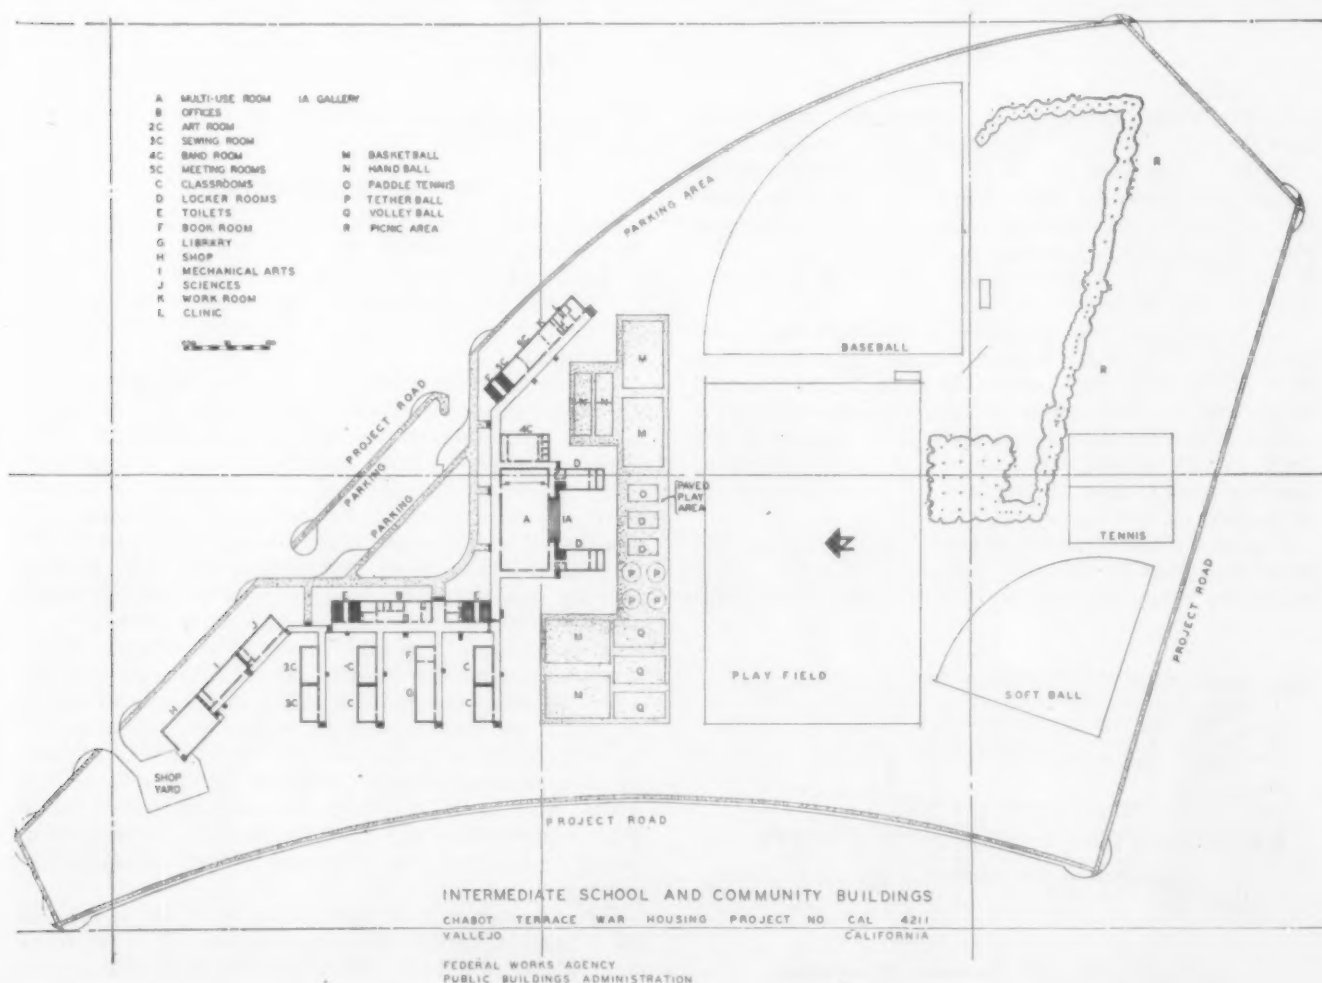 A MULTI-USE ROOM IA GALLERY
B OFFICES
2C ART ROOM
3C SEWING ROOM
4C BAND ROOM
5C MEETING ROOMS
C CLASSROOMS
D LOCKER ROOMS
E TOILETS
F BOOK ROOM
G LIBRARY
H SHOP
I MECHANICAL ARTS
J SCIENCES
K WORK ROOM
L CLINIC
M BASKETBALL
N HAND BALL
O PADDLE TENNIS
P TETHER BALL
Q VOLLEY BALL
R PICNIC AREA
PARKING AREA
R
BASEBALL
R
PROJECT ROAD
PARKING
PARKING
M
N N
M
4C
D
A
IA
D
PAVED
PLAY
AREA
O
O
O
P P
P P
TENNIS
E B E
J
I
H
2C
3C
C
C
F
G
C
C
M
M
Q
Q
Q
PLAY FIELD
SOFT BALL
PROJECT ROAD
SHOP
YARD
PROJECT ROAD
INTERMEDIATE SCHOOL AND COMMUNITY BUILDINGS
CHABOT TERRACE WAR HOUSING PROJECT NO CAL 4211
VALLEJO CALIFORNIA
FEDERAL WORKS AGENCY
PUBLIC BUILDINGS ADMINISTRATION